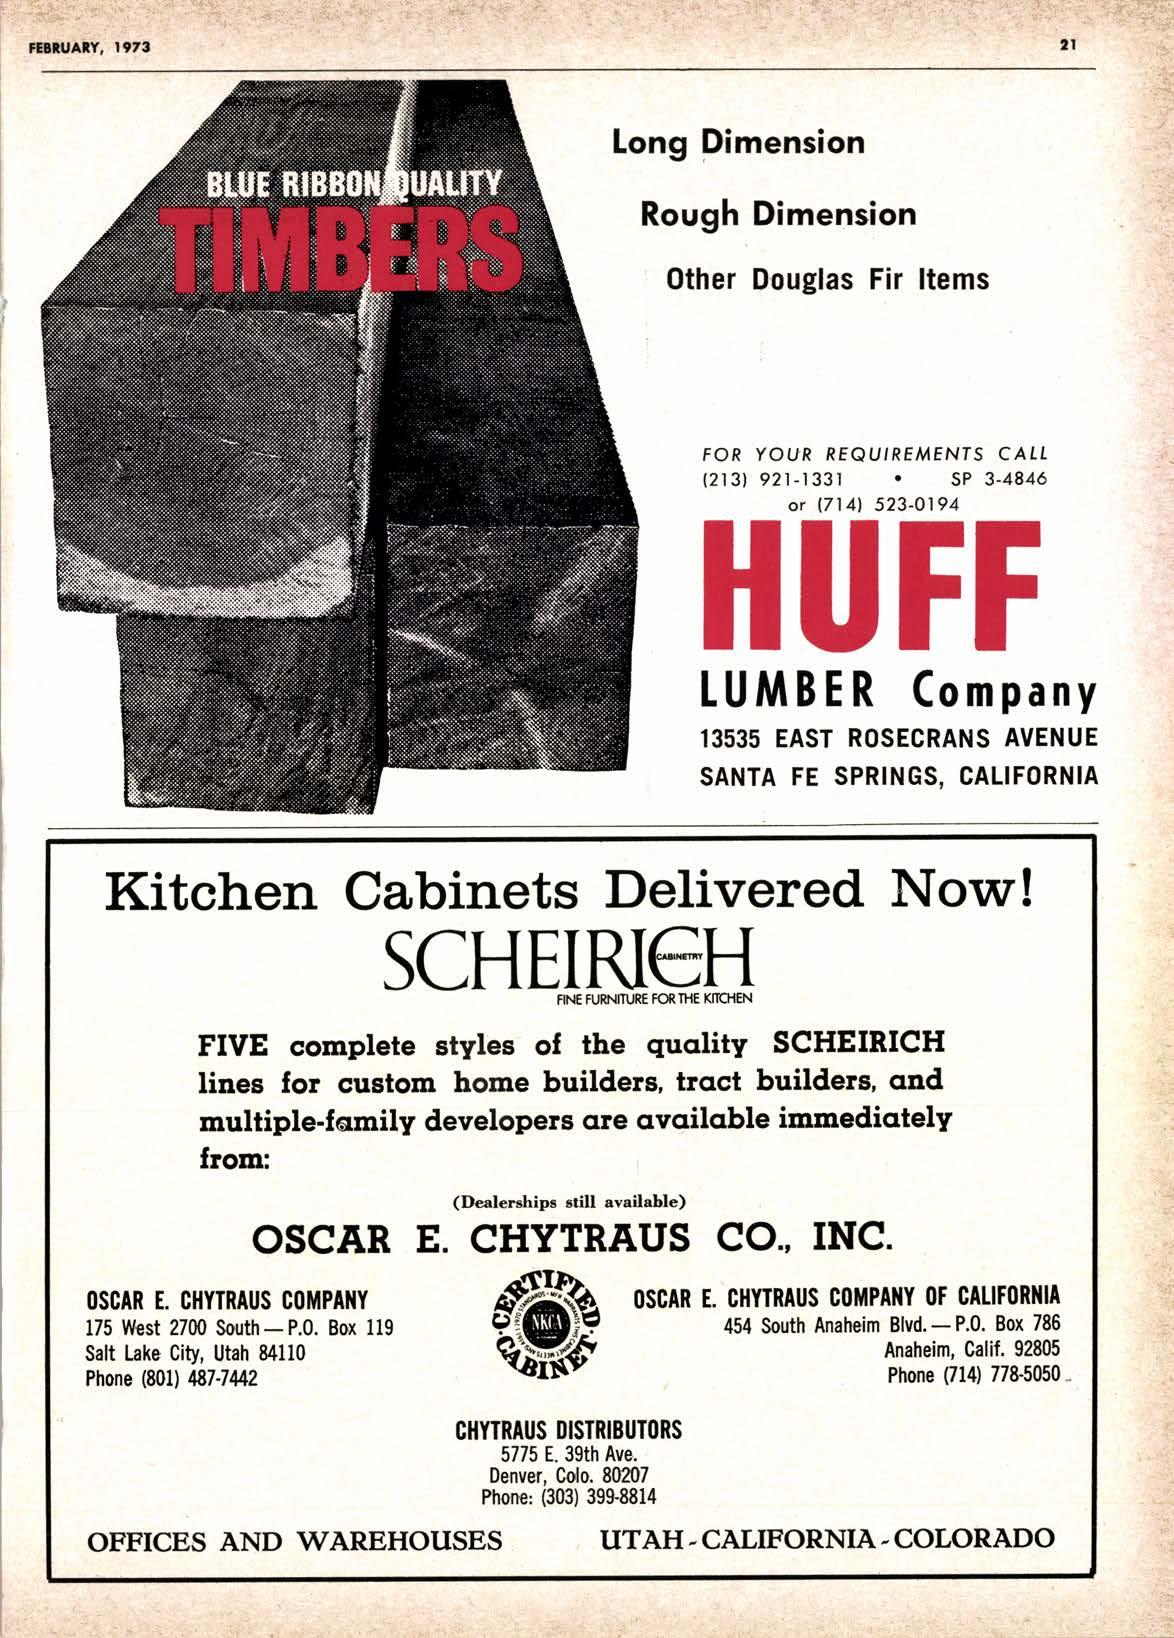 FEBRUARY, 1973
21
BLUE RIBBON QUALITY
TIMBERS
Long Dimension
Rough Dimension
Other Douglas Fir Items
FOR YOUR REQUIREMENTS CALL
(213) 921-1331 • SP 3-4846
or (714) 523-0194
HUFF
LUMBER Company
13535 EAST ROSECRANS AVENUE
SANTA FE SPRINGS, CALIFORNIA
Kitchen Cabinets Delivered Now!
SCHEIRICH
CABINETRY
FINE FURNITURE FOR THE KITCHEN
FIVE complete styles of the quality SCHEIRICH
lines for custom home builders, tract builders, and
multiple-family developers are available immediately
from:
(Dealerships still available)
OSCAR E. CHYTRAUS CO., INC.
OSCAR E. CHYTRAUS COMPANY
175 West 2700 South — P.O. Box 119
Salt Lake City, Utah 84110
Phone (801) 487-7442
CERTIFIED
NKCA
CABINET
OSCAR E. CHYTRAUS COMPANY OF CALIFORNIA
454 South Anaheim Blvd. — P.O. Box 786
Anaheim, Calif. 92805
Phone (714) 778-5050
CHYTRAUS DISTRIBUTORS
5775 E. 39th Ave.
Denver, Colo. 80207
Phone: (303) 399-8814
OFFICES AND WAREHOUSES
UTAH - CALIFORNIA - COLORADO